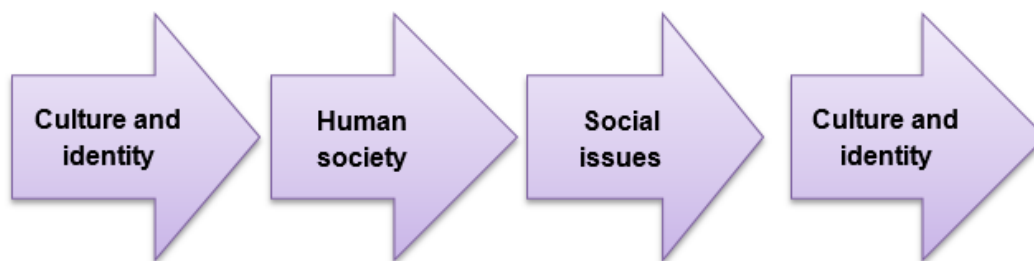 Culture and
identity
Human
society
Social
issues
Culture and
identity